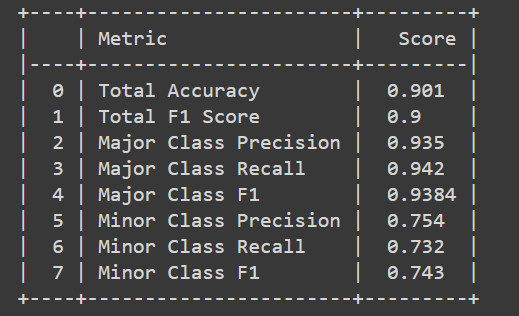 +----+-----------------------+---------+
|    | Metric                |   Score |
|----+-----------------------+---------|
|  0 | Total Accuracy        |  0.901  |
|  1 | Total F1 Score        |  0.9    |
|  2 | Major Class Precision |  0.935  |
|  3 | Major Class Recall    |  0.942  |
|  4 | Major Class F1        |  0.9384 |
|  5 | Minor Class Precision |  0.754  |
|  6 | Minor Class Recall    |  0.732  |
|  7 | Minor Class F1        |  0.743  |
+----+-----------------------+---------+